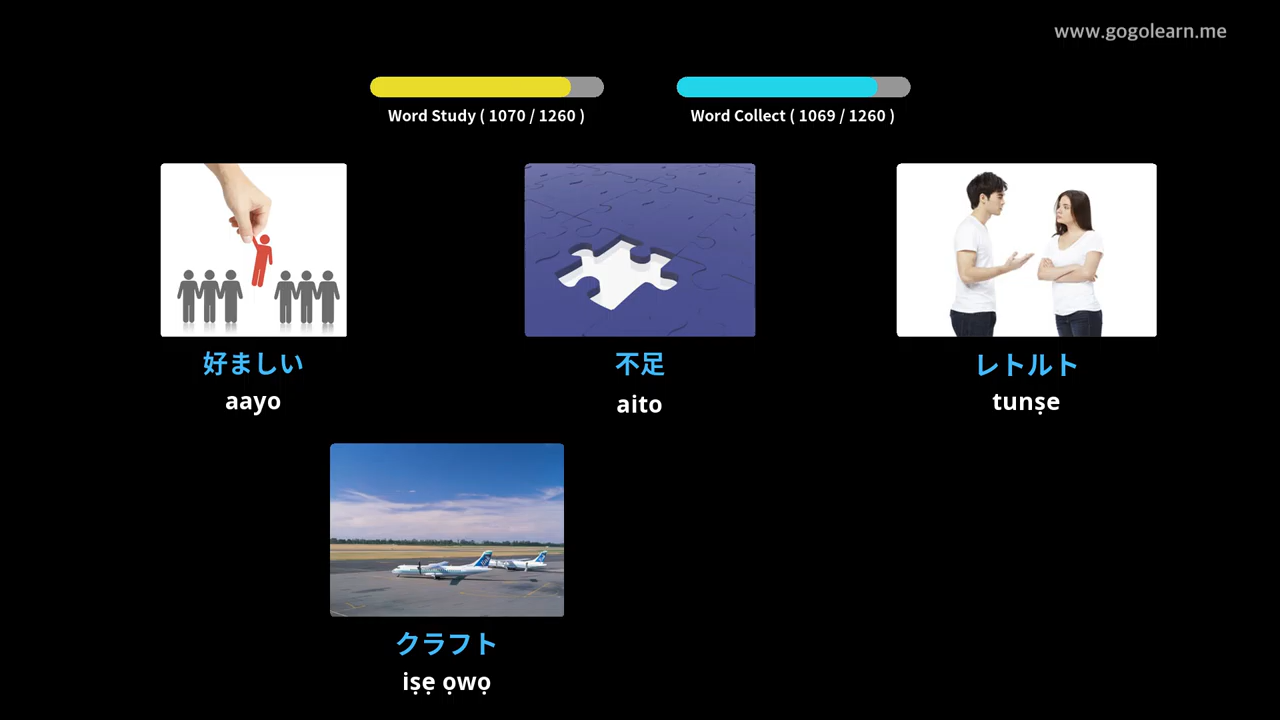 www.gogolearn.me
Word Study ( 1070 / 1260 )
Word Collect ( 1069 / 1260 )
好ましい
aayo
不足
aito
レトルト
tunṣe
クラフト
iṣẹ ọwọ